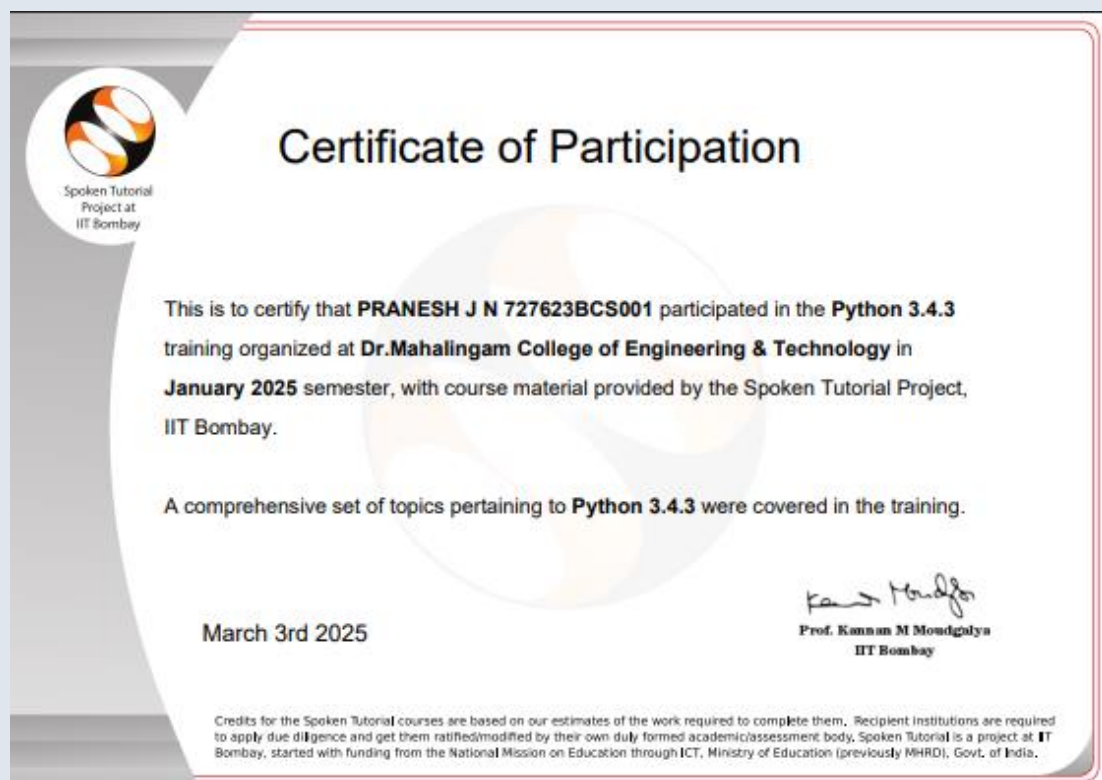 Spoken Tutorial
Project at
IIT Bombay
Certificate of Participation
This is to certify that PRANESH J N 727623BCS001 participated in the Python 3.4.3
training organized at Dr.Mahalingam College of Engineering & Technology in
January 2025 semester, with course material provided by the Spoken Tutorial Project,
IIT Bombay.
A comprehensive set of topics pertaining to Python 3.4.3 were covered in the training.
March 3rd 2025
Prof. Kannan M Moudgalya
IIT Bombay
Credits for the Spoken Tutorial courses are based on our estimates of the work required to complete them. Recipient institutions are required
to apply due diligence and get them ratified/modified by their own duly formed academic/assessment body. Spoken Tutorial is a project at IIT
Bombay, started with funding from the National Mission on Education through ICT, Ministry of Education (previously MHRD), Govt. of India.